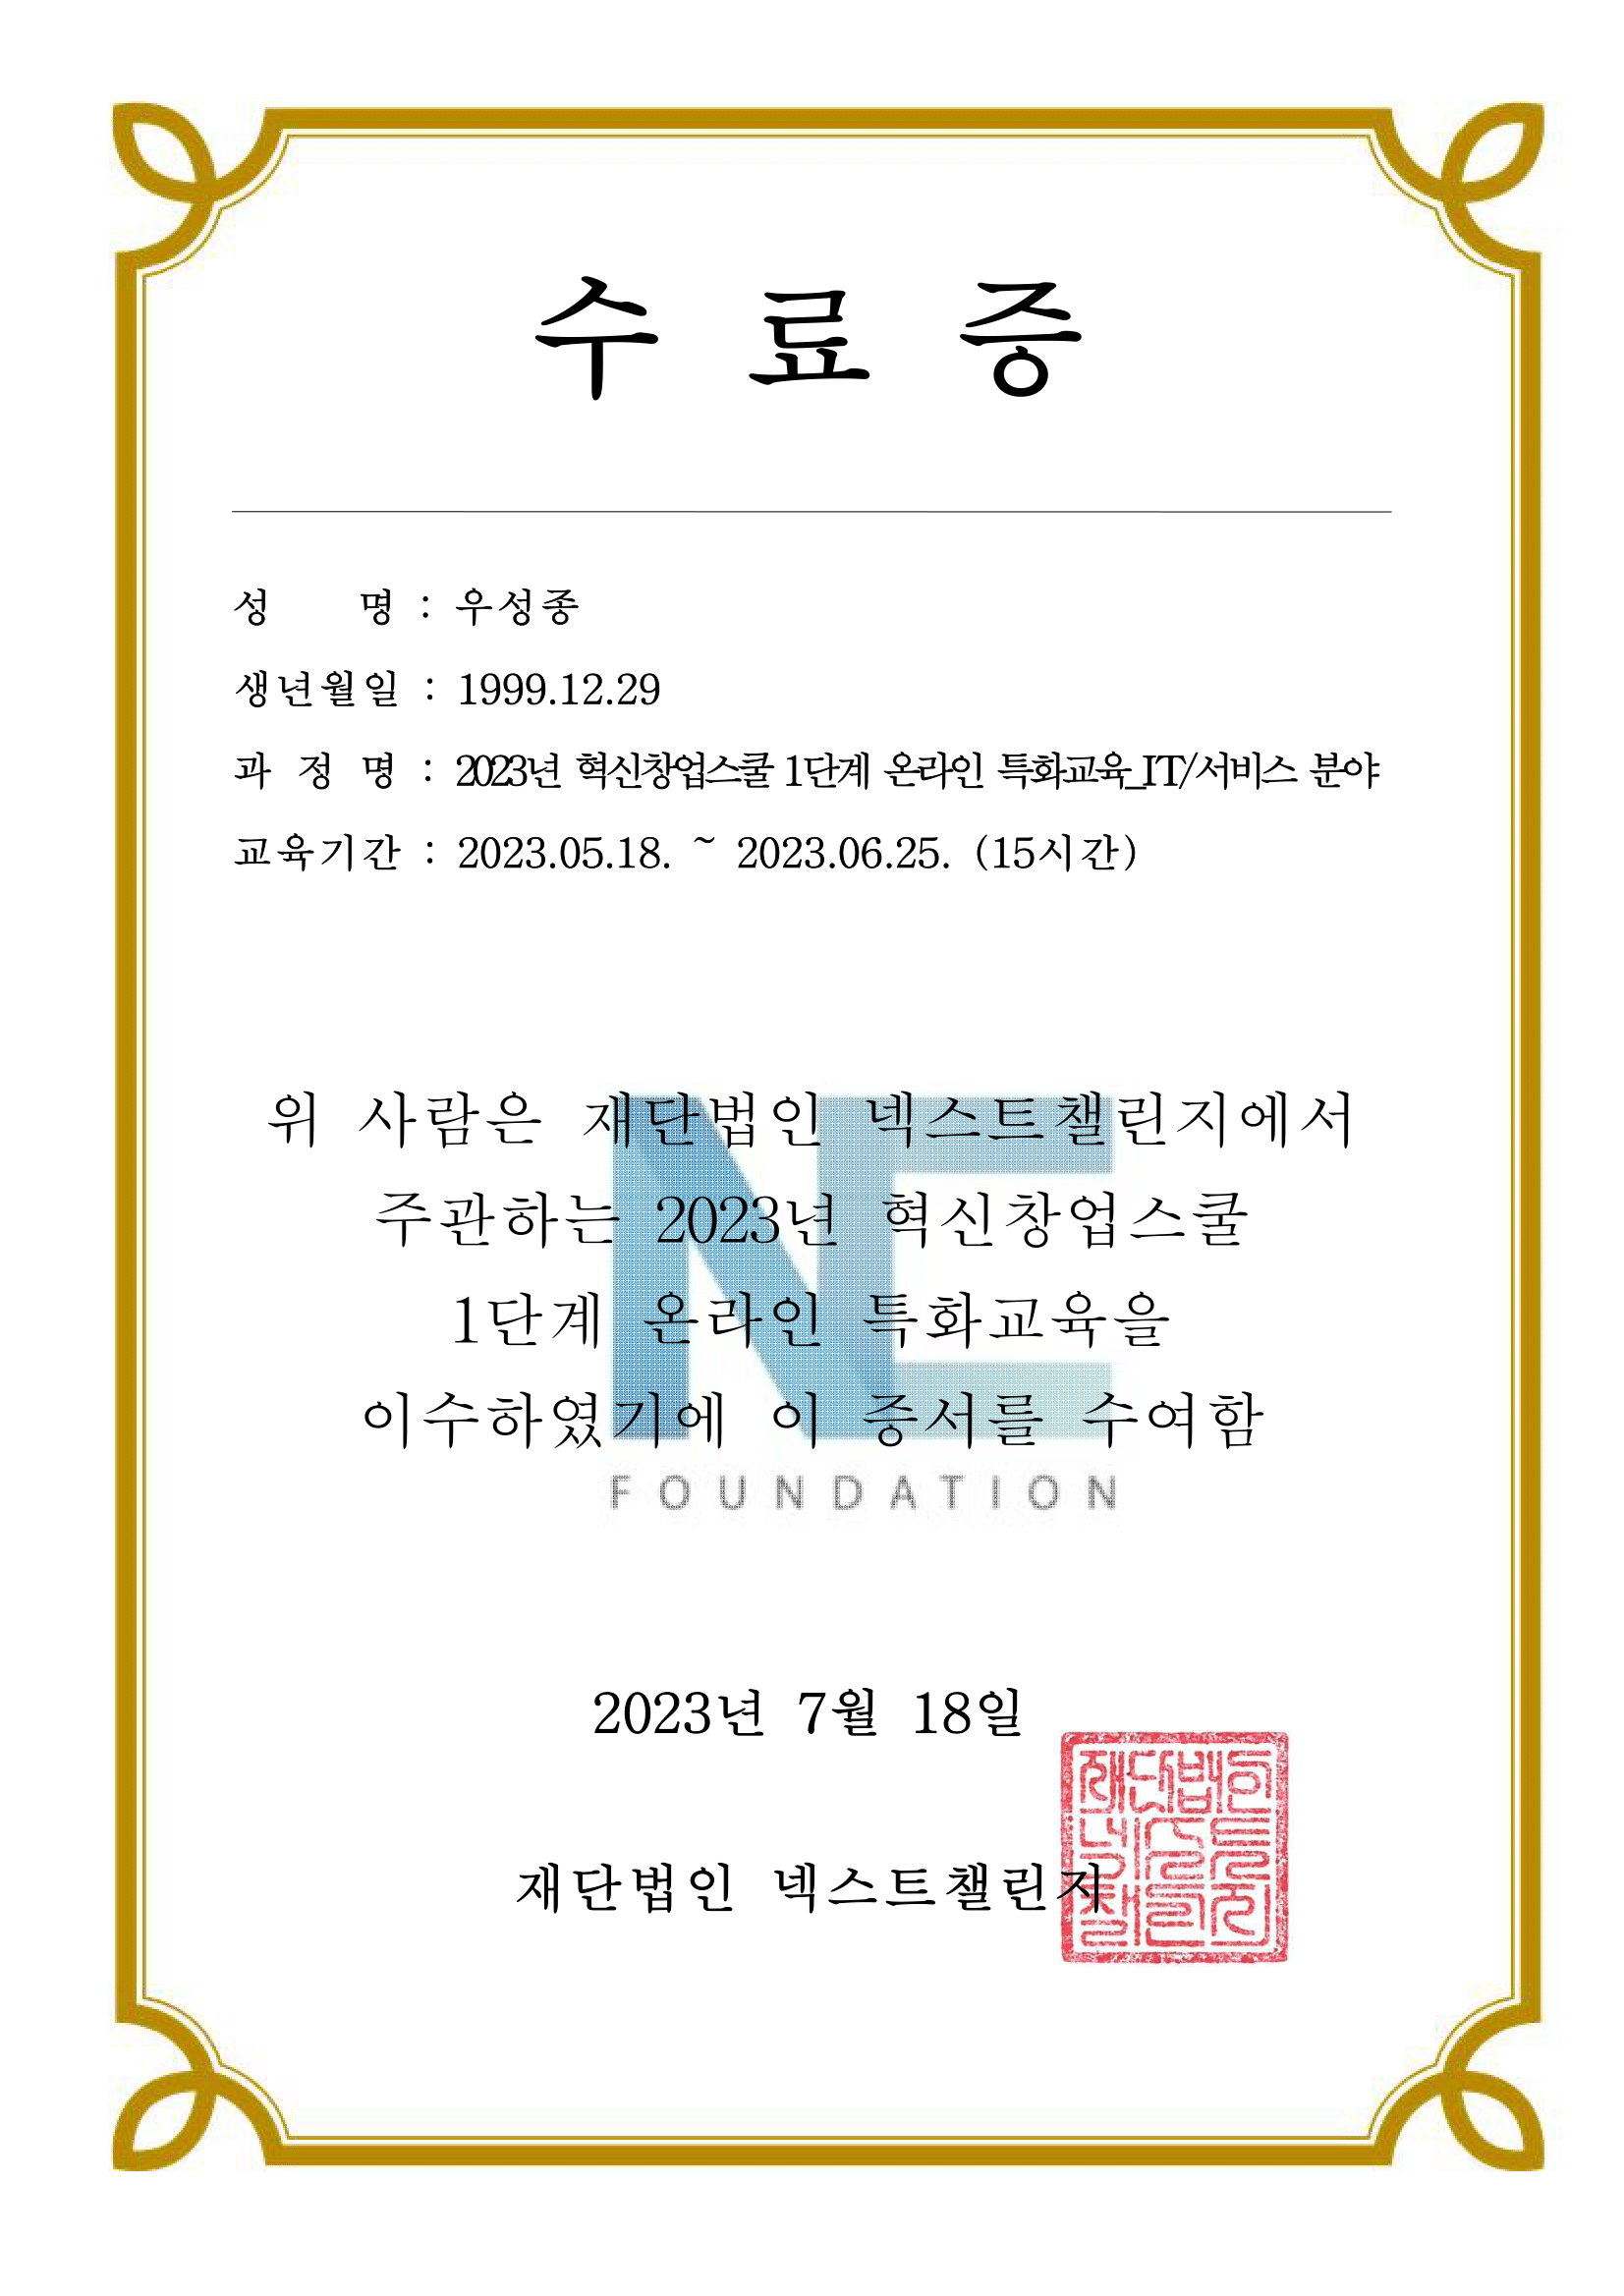 수 료 증
성 명 : 우성종
생년월일 : 1999.12.29
과 정 명 : 2023년 혁신창업스쿨 1단계 온라인 특화교육_IT/서비스 분야
교육기간 : 2023.05.18. ~ 2023.06.25. (15시간)
위 사람은 재단법인 넥스트챌린지에서
주관하는 2023년 혁신창업스쿨
1단계 온라인 특화교육을
이수하였기에 이 증서를 수여함
NC
FOUNDATION
2023년 7월 18일
재단법인 넥스트챌린지
재단법인
넥스트
챌린지